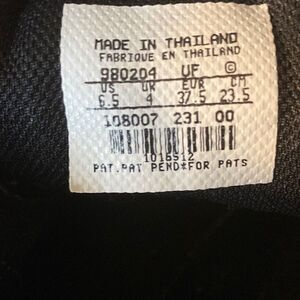 MADE IN THAILAND
FABRIQUE EN THAILAND
980204 UF ©
US UK EUR CM
6.5 4 37.5 23.5
108007 231 00
1016912
PAT.PAT PEND*FOR PATS